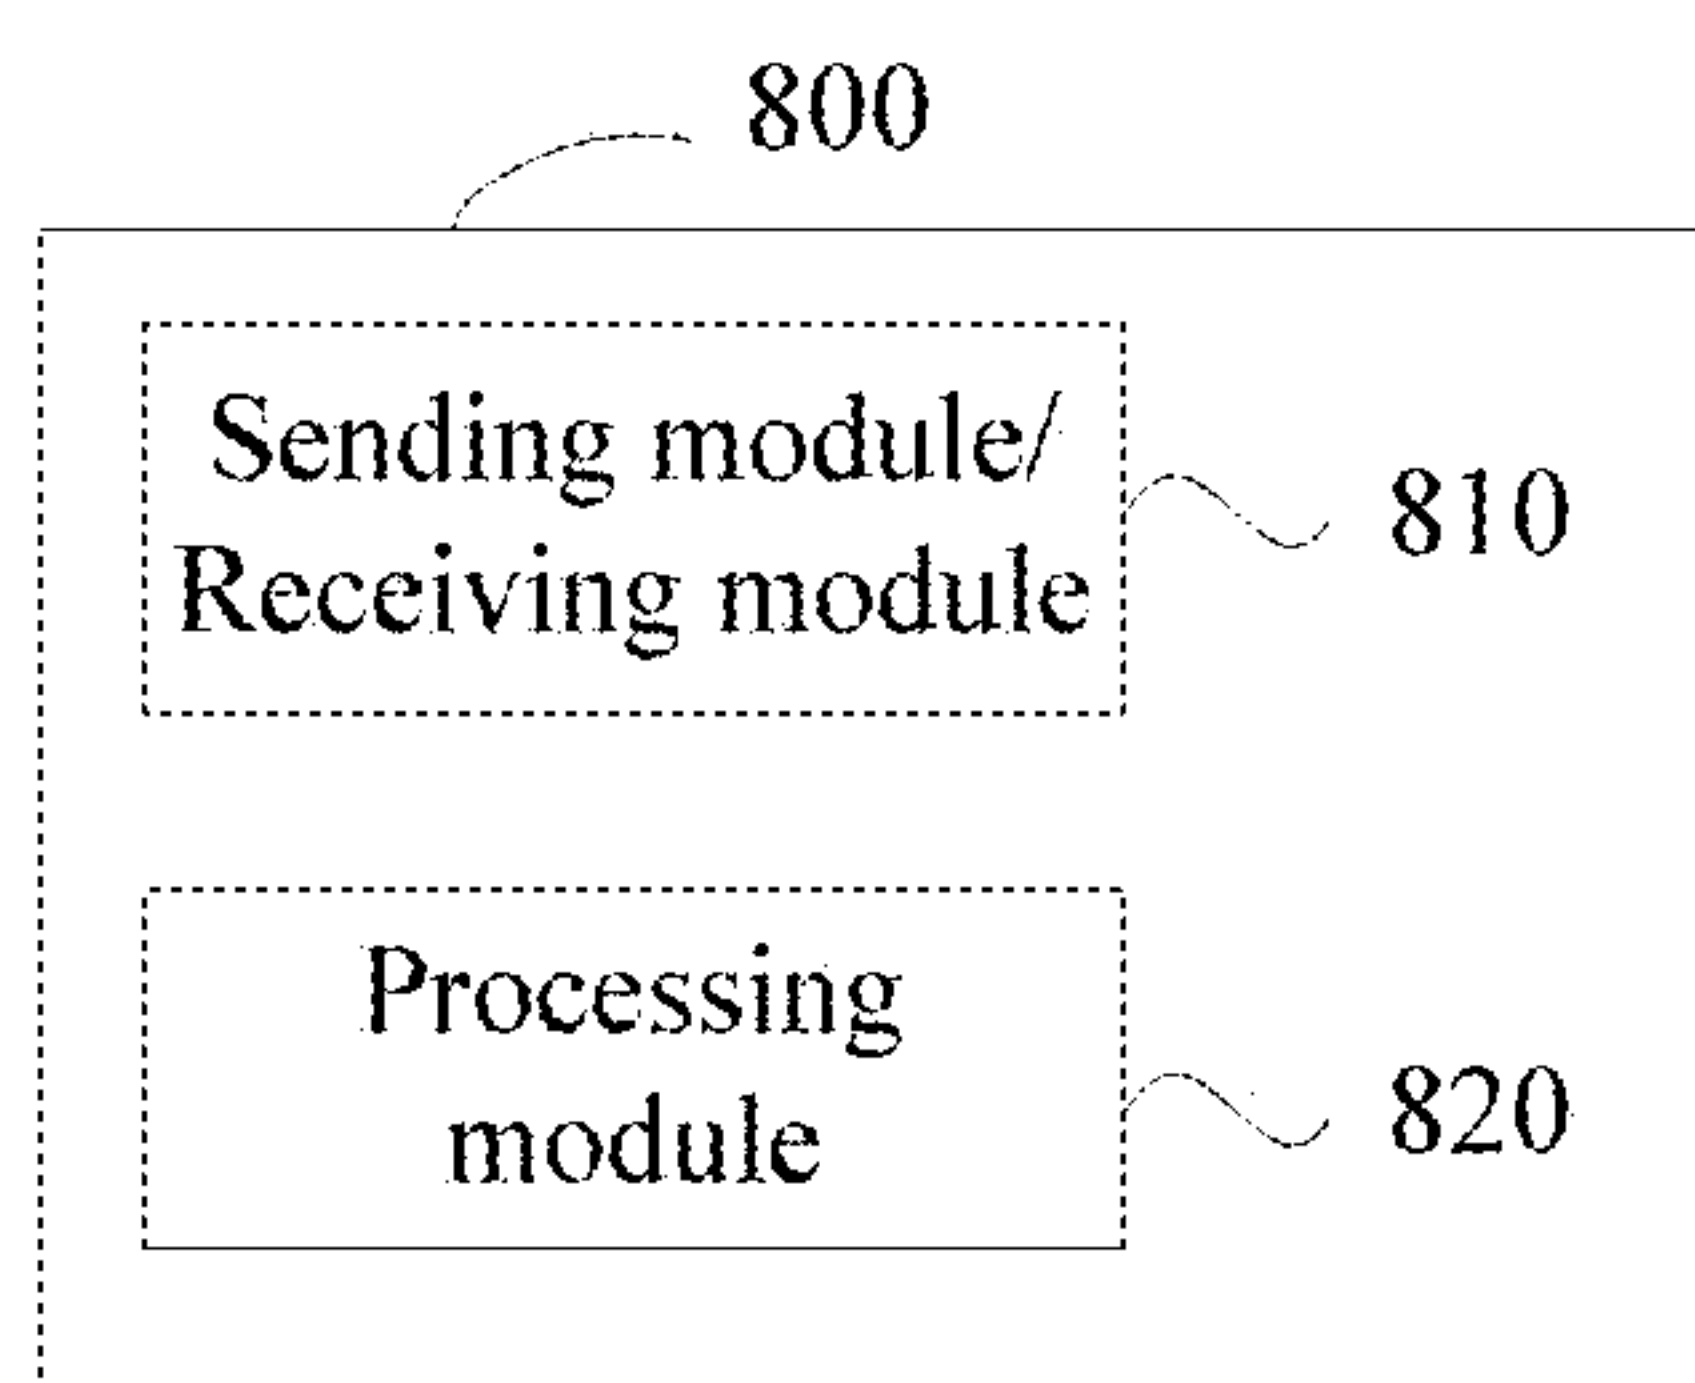 800
Sending module/
Receiving module
810
Processing
module
820